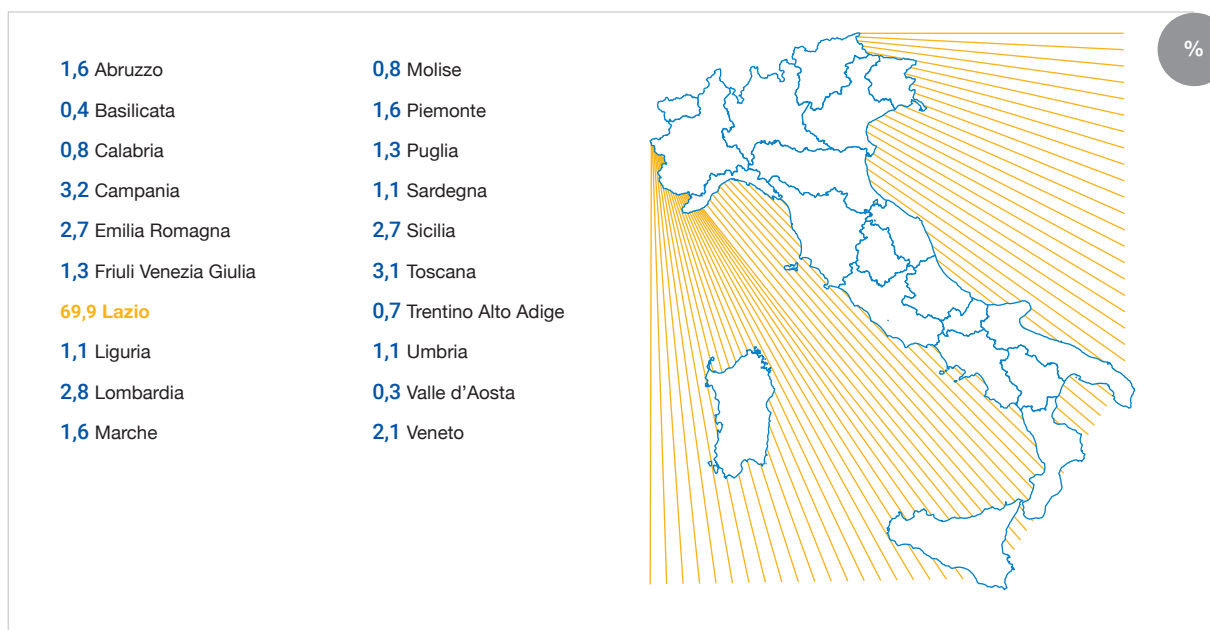 %
1,6 Abruzzo
0,4 Basilicata
0,8 Calabria
3,2 Campania
2,7 Emilia Romagna
1,3 Friuli Venezia Giulia
69,9 Lazio
1,1 Liguria
2,8 Lombardia
1,6 Marche
0,8 Molise
1,6 Piemonte
1,3 Puglia
1,1 Sardegna
2,7 Sicilia
3,1 Toscana
0,7 Trentino Alto Adige
1,1 Umbria
0,3 Valle d’Aosta
2,1 Veneto